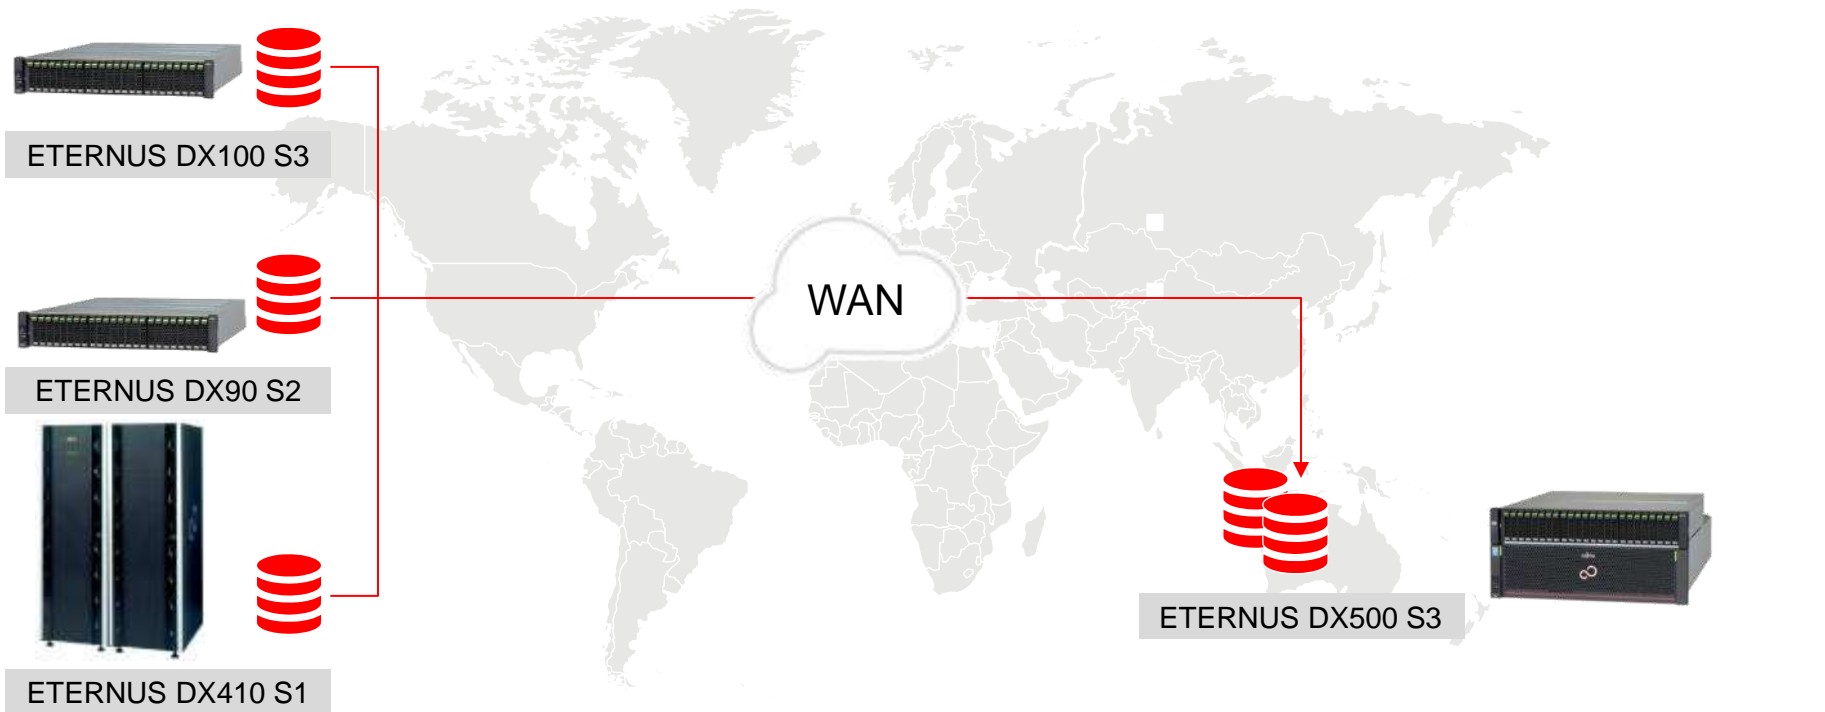 ETERNUS DX100 S3
ETERNUS DX90 S2
WAN
ETERNUS DX500 S3
ETERNUS DX410 S1